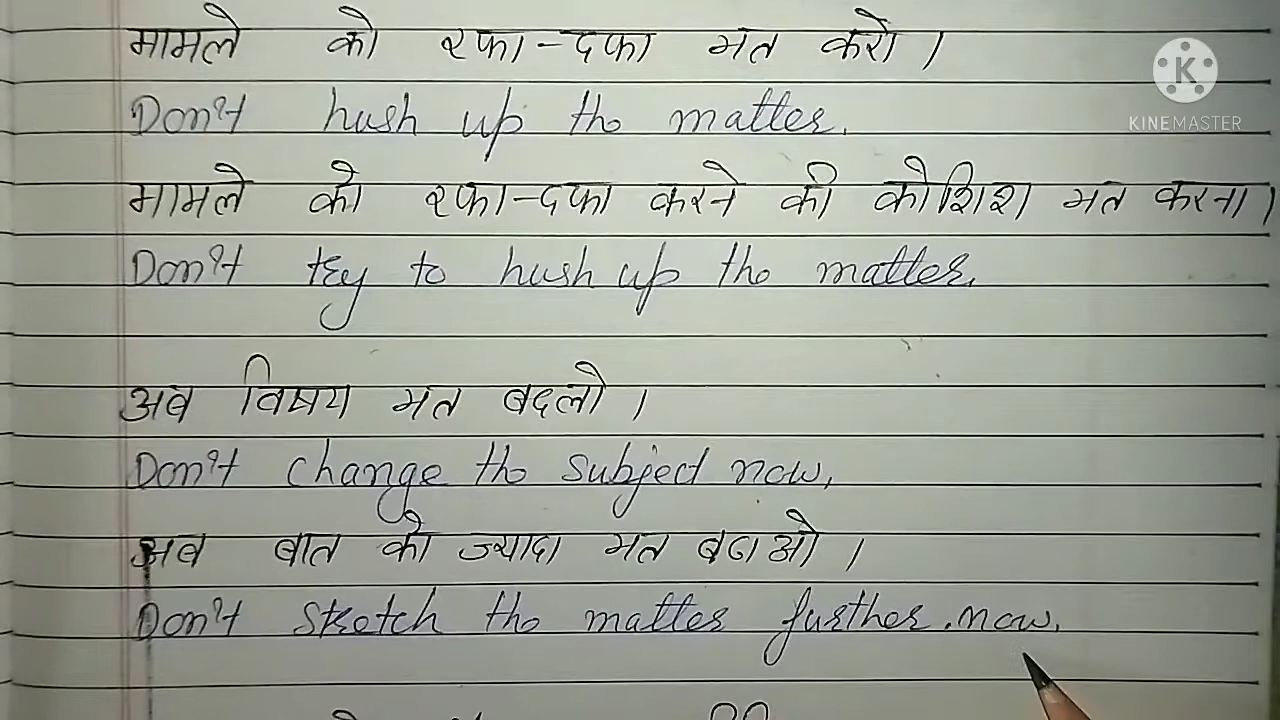 मामले को रफा-दफा मत करो।
Don't hush up the matter.
K
KINEMASTER
मामले को रफा-दफा करने की कोशिश मत करना।
Don't try to hush up the matter.
अब विषय मत बदलो।
Don't change the subject now.
अब बात को ज्यादा मत बढाओ।
Don't stretch the matter further.now.